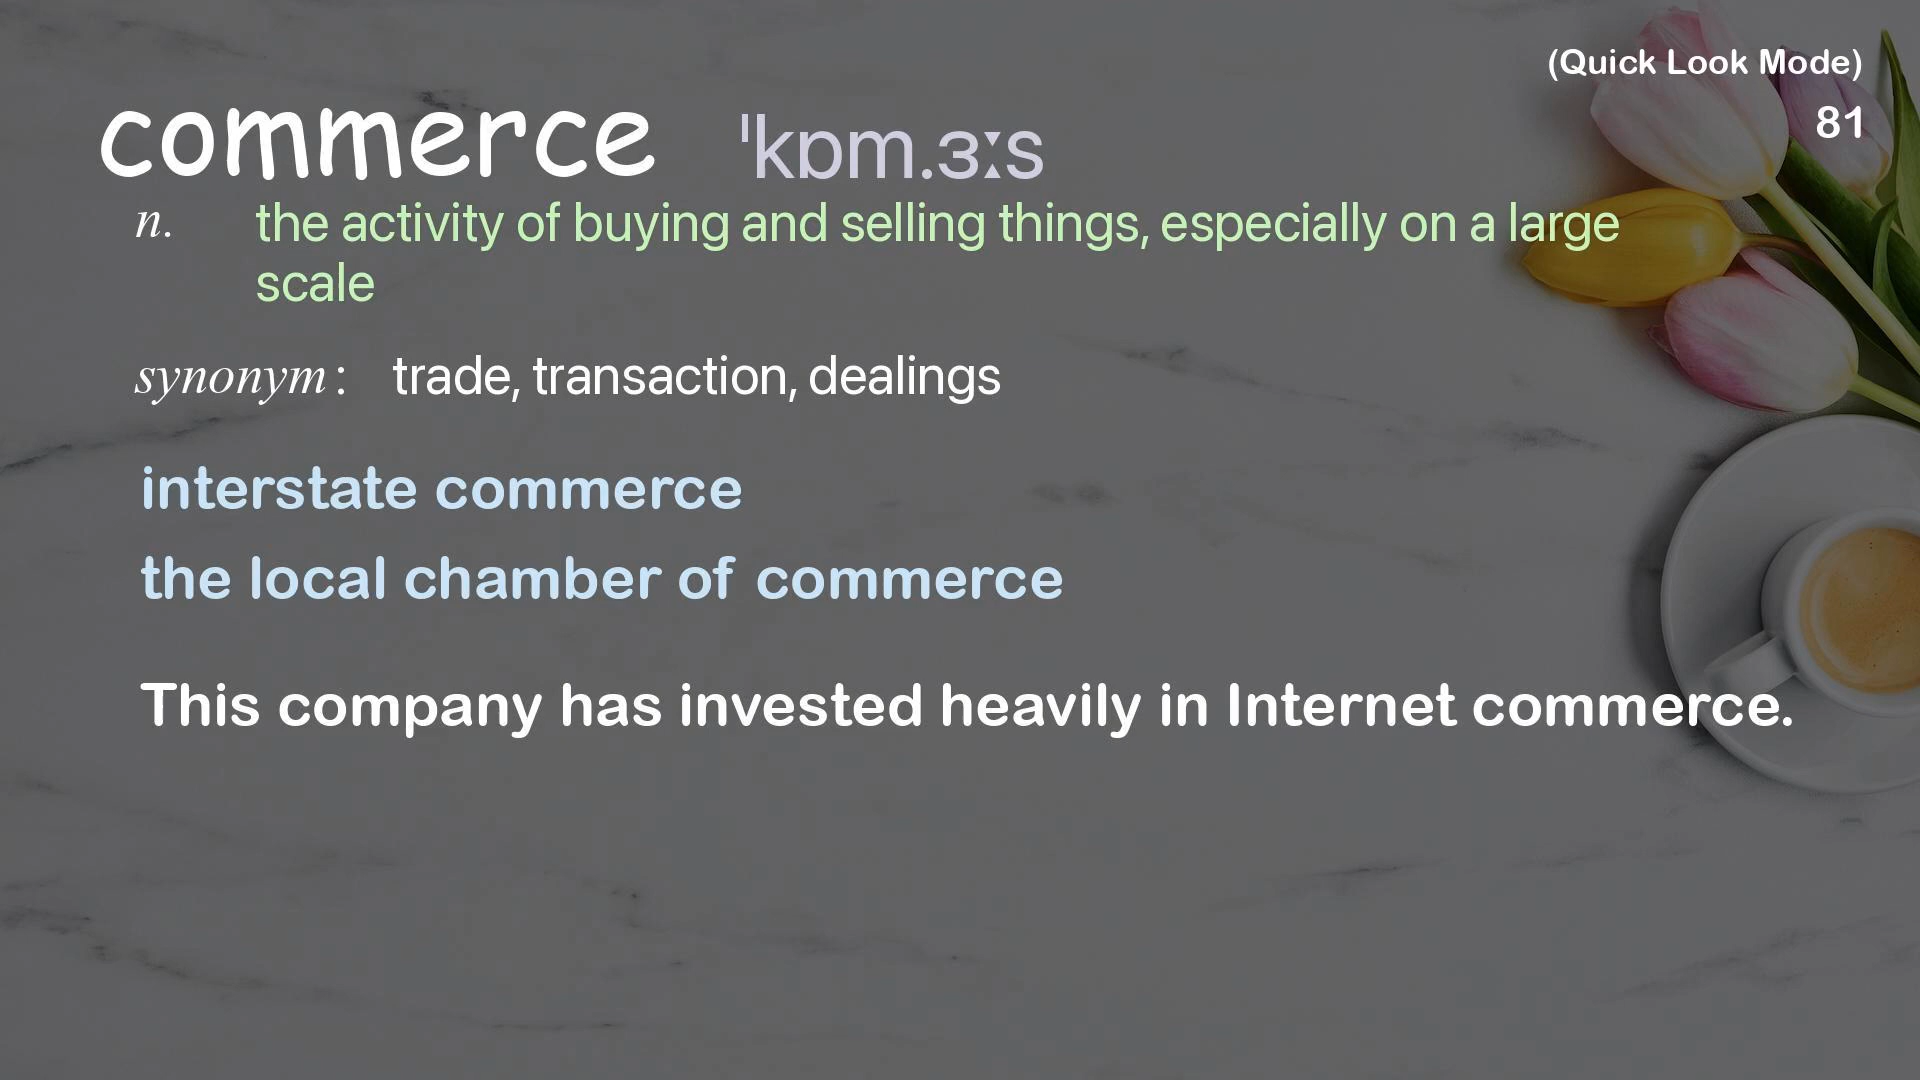 (Quick Look Mode)
81
commerce ˈkɒm.ɜːs
n. the activity of buying and selling things, especially on a large
scale
synonym: trade, transaction, dealings
interstate commerce
the local chamber of commerce
This company has invested heavily in Internet commerce.